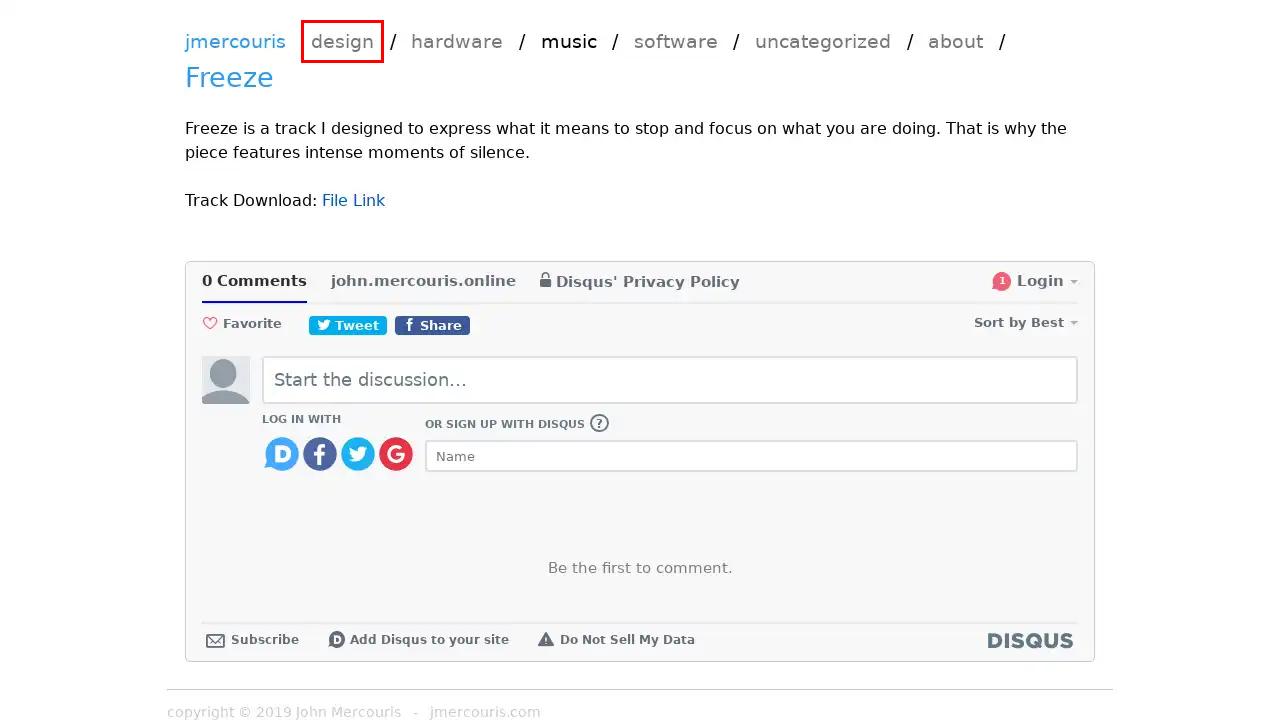 jmercouris design / hardware / music / software / uncategorized / about /
Freeze
Freeze is a track I designed to express what it means to stop and focus on what you are doing. That is why the
piece features intense moments of silence.
Track Download: File Link
0 Comments john.mercouris.online Disqus' Privacy Policy 1 Login
Favorite Tweet Share Sort by Best
Start the discussion...
LOG IN WITH OR SIGN UP WITH DISQUS ?
Name
Be the first to comment.
Subscribe Add Disqus to your site Do Not Sell My Data DISQUS
copyright © 2019 John Mercouris - jmercouris.com